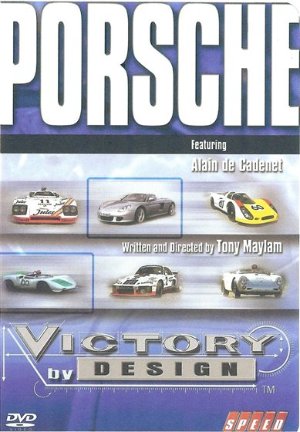 PORSCHE
Featuring
Alain de Cadenet
Written and Directed by Tony Maylam
VICTORY
by DESIGN
TM
DVD
SPEED